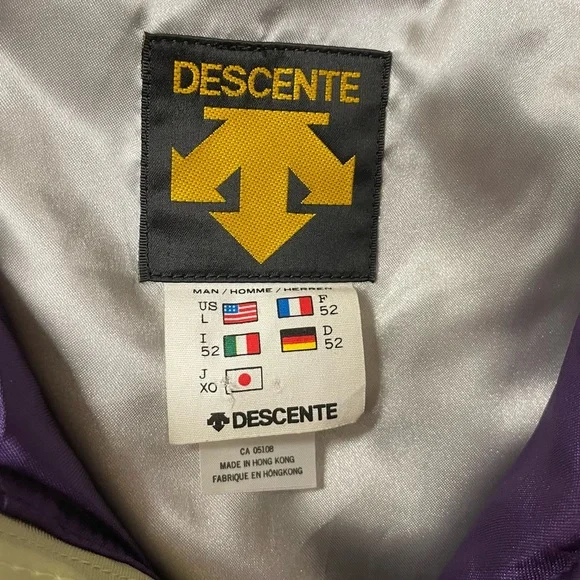 DESCENTE
MAN / HOMME / HERREN
US L F 52
I 52 D 52
J XO
DESCENTE
CA 05108
MADE IN HONG KONG
FABRIQUE EN HONGKONG